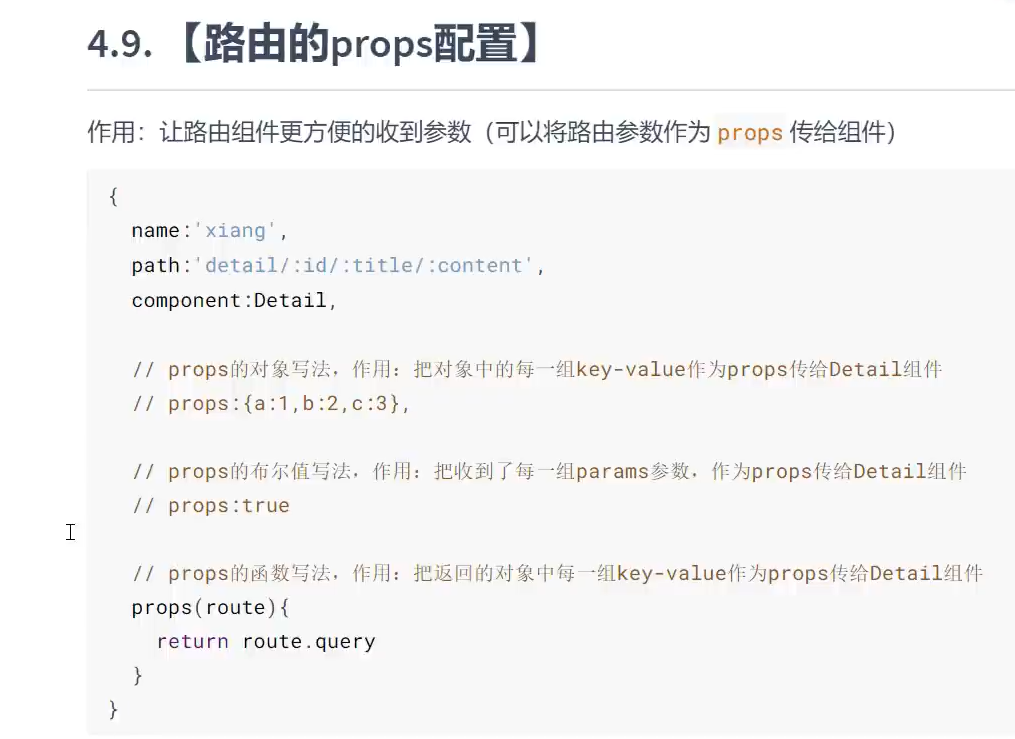 4.9. 【路由的props配置】
作用：让路由组件更方便的收到参数（可以将路由参数作为 props 传给组件）
{
  name:'xiang',
  path:'detail/:id/:title/:content',
  component:Detail,
  // props的对象写法，作用：把对象中的每一组key-value作为props传给Detail组件
  // props:{a:1,b:2,c:3},
  // props的布尔值写法，作用：把收到了每一组params参数，作为props传给Detail组件
  // props:true
  // props的函数写法，作用：把返回的对象中每一组key-value作为props传给Detail组件
  props(route){
    return route.query
  }
}